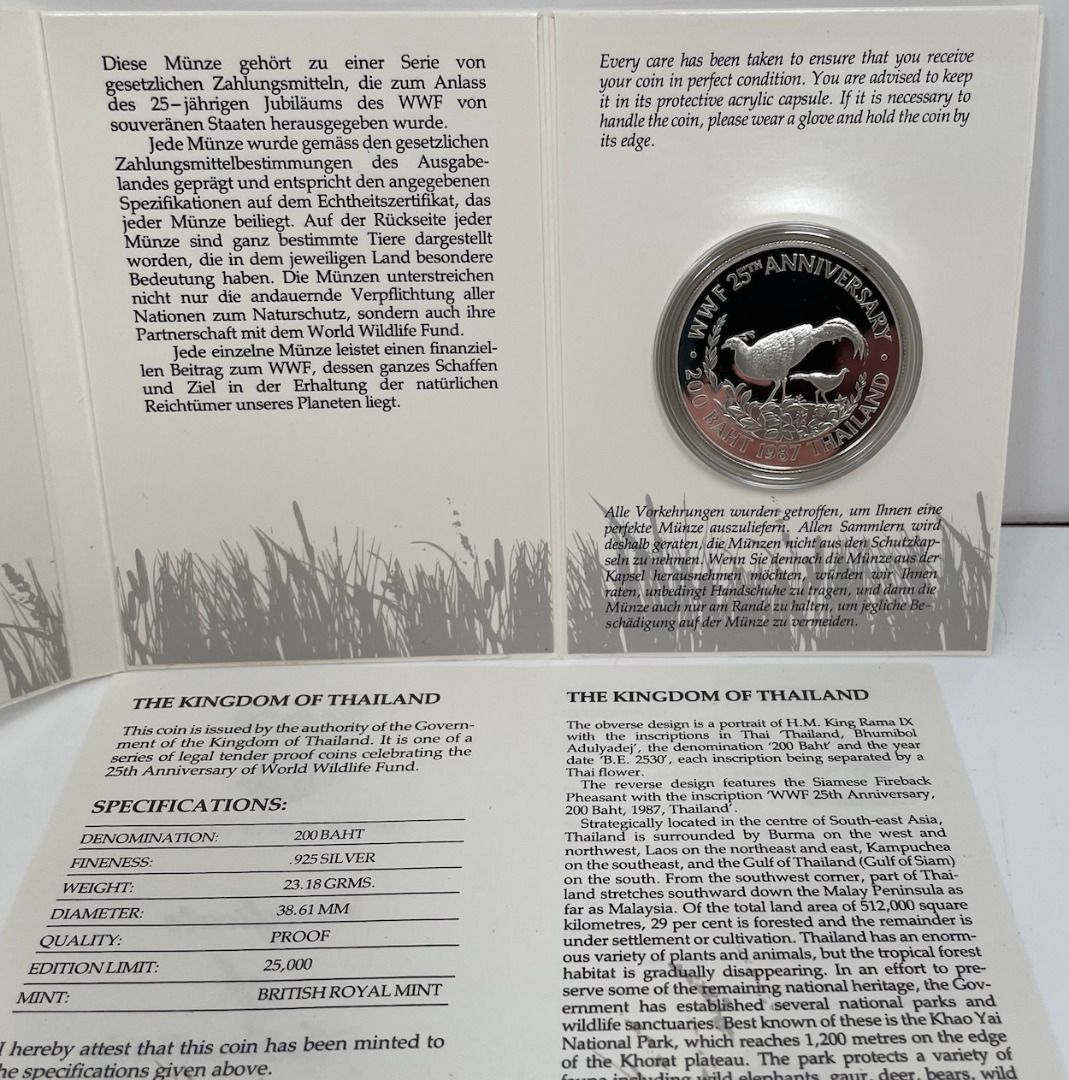 Diese Münze gehört zu einer Serie von
gesetzlichen Zahlungsmitteln, die zum Anlass
des 25-jährigen Jubiläums des WWF von
souveränen Staaten herausgegeben wurde.
Jede Münze wurde gemäss den gesetzlichen
Zahlungsmittelbestimmungen des Ausgabe-
landes geprägt und entspricht den angegebenen
Spezifikationen auf dem Echtheitszertifikat, das
jeder Münze beiliegt. Auf der Rückseite jeder
Münze sind ganz bestimmte Tiere dargestellt
worden, die in dem jeweiligen Land besondere
Bedeutung haben. Die Münzen unterstreichen
nicht nur die andauernde Verpflichtung aller
Nationen zum Naturschutz, sondern auch ihre
Partnerschaft mit dem World Wildlife Fund.
Jede einzelne Münze leistet einen finanziel-
len Beitrag zum WWF, dessen ganzes Schaffen
und Ziel in der Erhaltung der natürlichen
Reichtümer unseres Planeten liegt.
Every care has been taken to ensure that you receive
your coin in perfect condition. You are advised to keep
it in its protective acrylic capsule. If it is necessary to
handle the coin, please wear a glove and hold the coin by
its edge.
WWF 25TH ANNIVERSARY
200 BAHT 1987 THAILAND
Alle Vorkehrungen wurden getroffen, um Ihnen eine
perfekte Münze auszuliefern. Allen Sammlern wird
deshalb geraten, die Münzen nicht aus den Schutzkap-
seln zu nehmen. Wenn Sie dennoch die Münze aus der
Kapsel herausnehmen möchten, würden wir Ihnen
raten, unbedingt Handschuhe zu tragen, und dann die
Münze auch nur am Rande zu halten, um jegliche Be-
schädigung auf der Münze zu vermeiden.
THE KINGDOM OF THAILAND
This coin is issued by the authority of the Govern-
ment of the Kingdom of Thailand. It is one of a
series of legal tender proof coins celebrating the
25th Anniversary of World Wildlife Fund.
SPECIFICATIONS:
DENOMINATION: 200 BAHT
FINENESS: .925 SILVER
WEIGHT: 23.18 GRMS.
DIAMETER: 38.61 MM
QUALITY: PROOF
EDITION LIMIT: 25,000
MINT: BRITISH ROYAL MINT
I hereby attest that this coin has been minted to
the specifications given above.
THE KINGDOM OF THAILAND
The obverse design is a portrait of H.M. King Rama IX
with the inscriptions in Thai 'Thailand, Bhumibol
Adulyadej', the denomination '200 Baht' and the year
date 'B.E. 2530', each inscription being separated by a
Thai flower.
The reverse design features the Siamese Fireback
Pheasant with the inscription 'WWF 25th Anniversary,
200 Baht, 1987, Thailand'.
Strategically located in the centre of South-east Asia,
Thailand is surrounded by Burma on the west and
northwest, Laos on the northeast and east, Kampuchea
on the southeast, and the Gulf of Thailand (Gulf of Siam)
on the south. From the southwest corner, part of Thai-
land stretches southward down the Malay Peninsula as
far as Malaysia. Of the total land area of 512,000 square
kilometres, 29 per cent is forested and the remainder is
under settlement or cultivation. Thailand has an enorm-
ous variety of plants and animals, but the tropical forest
habitat is gradually disappearing. In an effort to pre-
serve some of the remaining national heritage, the Gov-
ernment has established several national parks and
wildlife sanctuaries. Best known of these is the Khao Yai
National Park, which reaches 1,200 metres on the edge
of the Khorat plateau. The park protects a variety of
fauna including wild elephants, gaur, deer, bears, wild